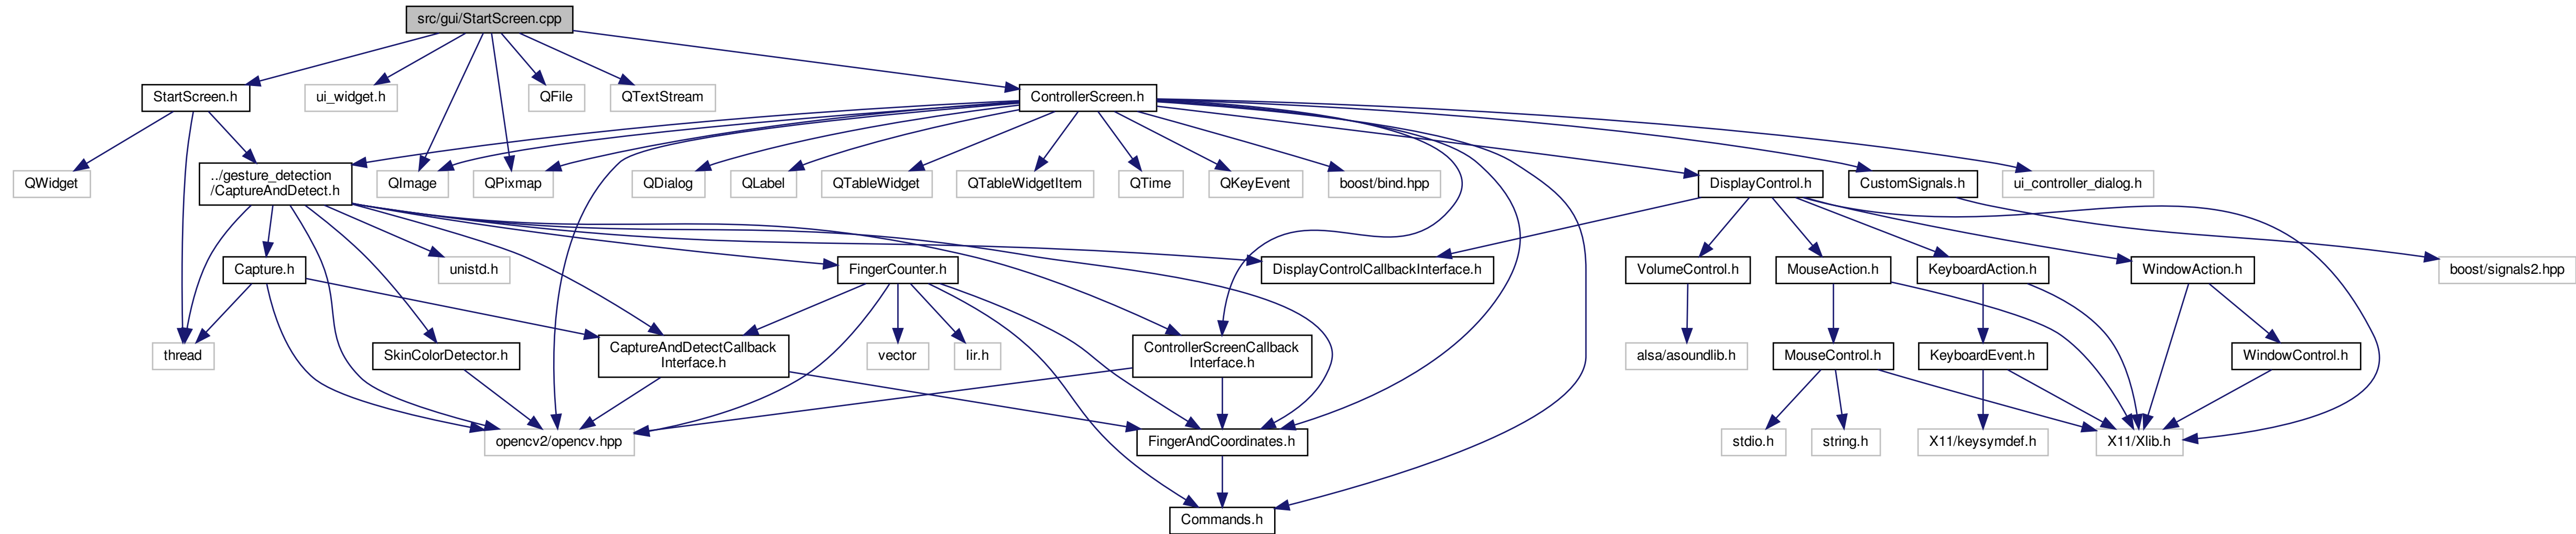 src/gui/StartScreen.cpp
StartScreen.h
ui_widget.h
QFile
QTextStream
ControllerScreen.h
QWidget
../gesture_detection
/CaptureAndDetect.h
QImage
QPixmap
QDialog
QLabel
QTableWidget
QTableWidgetItem
QTime
QKeyEvent
boost/bind.hpp
DisplayControl.h
CustomSignals.h
ui_controller_dialog.h
Capture.h
unistd.h
FingerCounter.h
DisplayControlCallbackInterface.h
VolumeControl.h
MouseAction.h
KeyboardAction.h
WindowAction.h
boost/signals2.hpp
thread
SkinColorDetector.h
CaptureAndDetectCallback
Interface.h
vector
Iir.h
ControllerScreenCallback
Interface.h
alsa/asoundlib.h
MouseControl.h
KeyboardEvent.h
WindowControl.h
opencv2/opencv.hpp
FingerAndCoordinates.h
stdio.h
string.h
X11/keysymdef.h
X11/Xlib.h
Commands.h